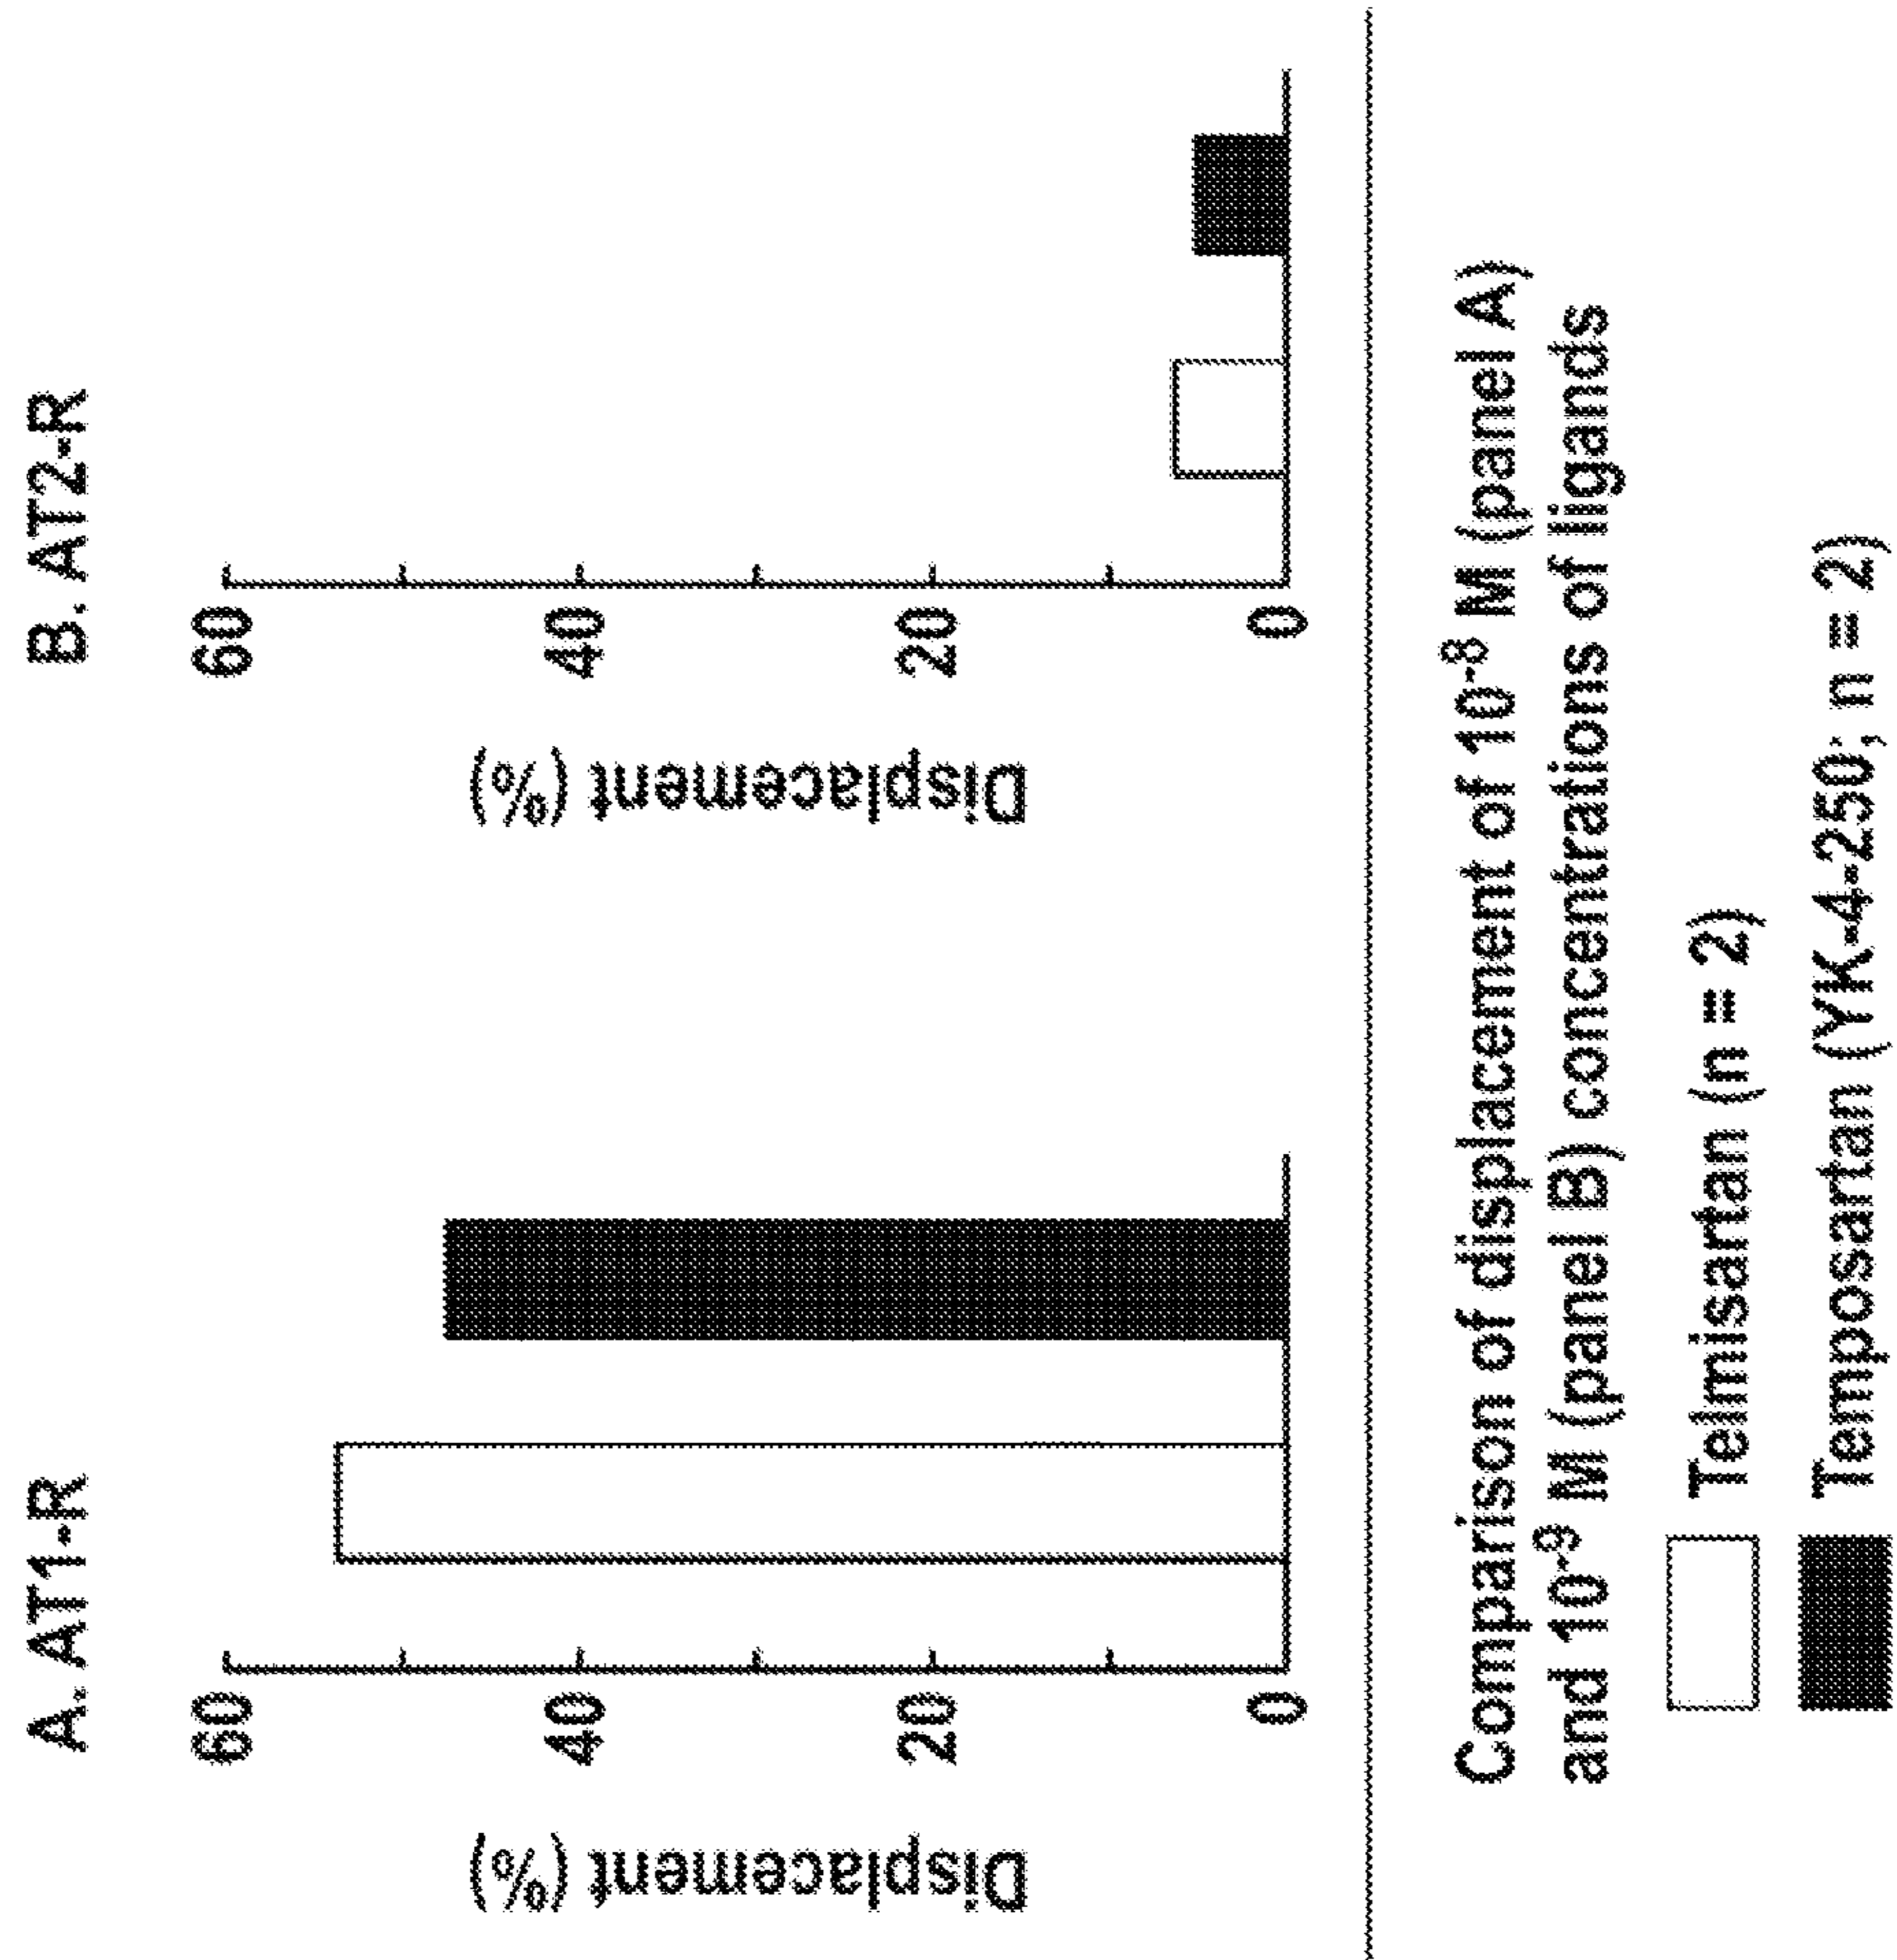 A. AT1-R
60
40
20
0
Displacement (%)
B. AT2-R
60
40
20
0
Displacement (%)
Comparison of displacement of 10⁻⁸ M (panel A)
and 10⁻⁹ M (panel B) concentrations of ligands
Telmisartan (n = 2)
Temposartan (YK-4-250; n = 2)